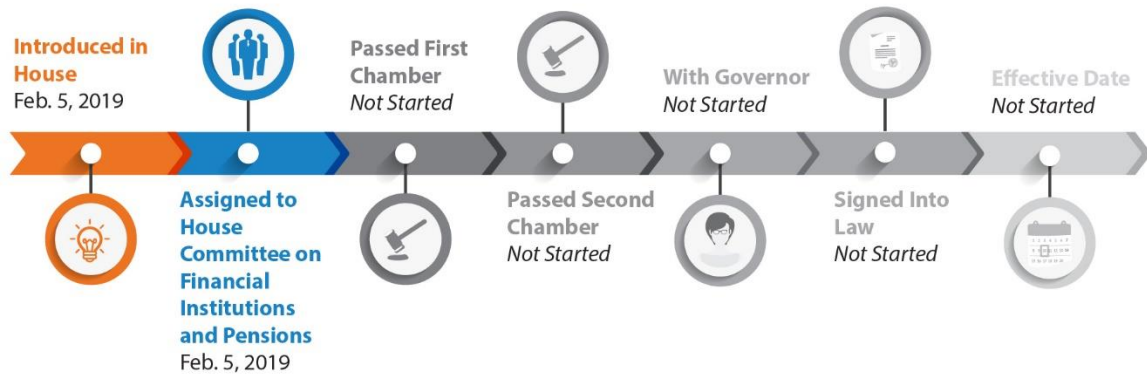 Introduced in
House
Feb. 5, 2019
Assigned to
House
Committee on
Financial
Institutions
and Pensions
Feb. 5, 2019
Passed First
Chamber
Not Started
Passed Second
Chamber
Not Started
With Governor
Not Started
Signed Into
Law
Not Started
Effective Date
Not Started